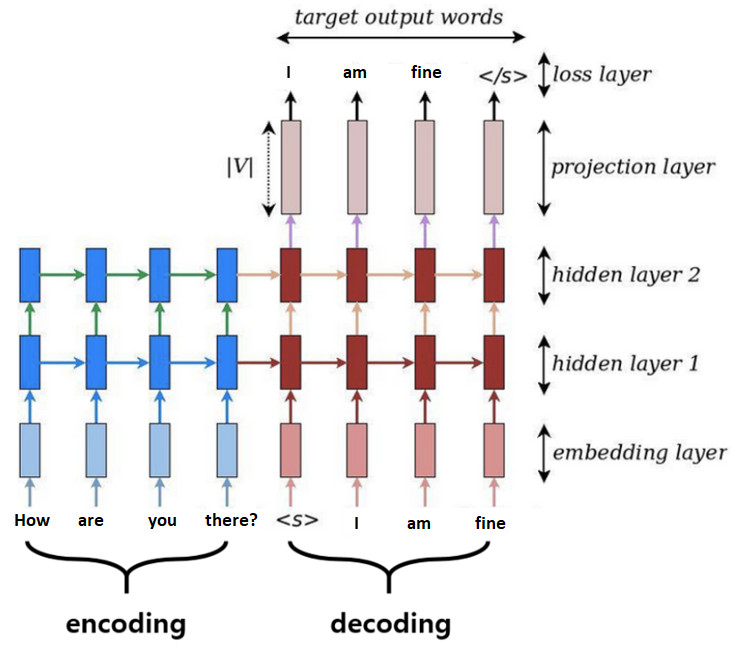 target output words
I am fine </s> loss layer
|V| projection layer
hidden layer 2
hidden layer 1
embedding layer
How are you there? <s> I am fine
encoding decoding